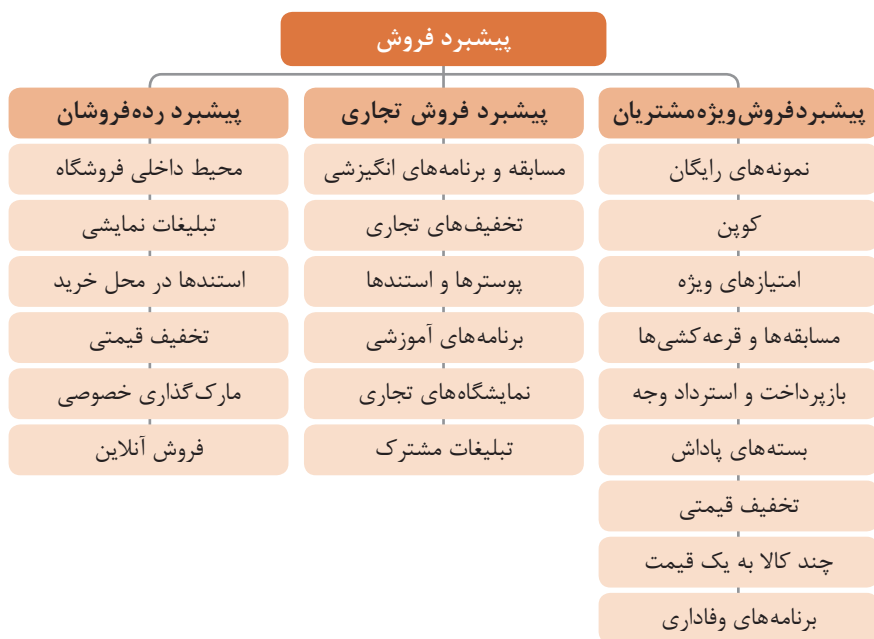 پیشبرد فروش
پیشبرد فروش ویژه مشتریان
نمونه‌های رایگان
کوپن
امتیازهای ویژه
مسابقه‌ها و قرعه‌کشی‌ها
بازپرداخت و استرداد وجه
بسته‌های پاداش
تخفیف قیمتی
چند کالا به یک قیمت
برنامه‌های وفاداری
پیشبرد فروش تجاری
مسابقه و برنامه‌های انگیزشی
تخفیف‌های تجاری
پوسترها و استندها
برنامه‌های آموزشی
نمایشگاه‌های تجاری
تبلیغات مشترک
پیشبرد رده‌فروشان
محیط داخلی فروشگاه
تبلیغات نمایشی
استندها در محل خرید
تخفیف قیمتی
مارک‌گذاری خصوصی
فروش آنلاین